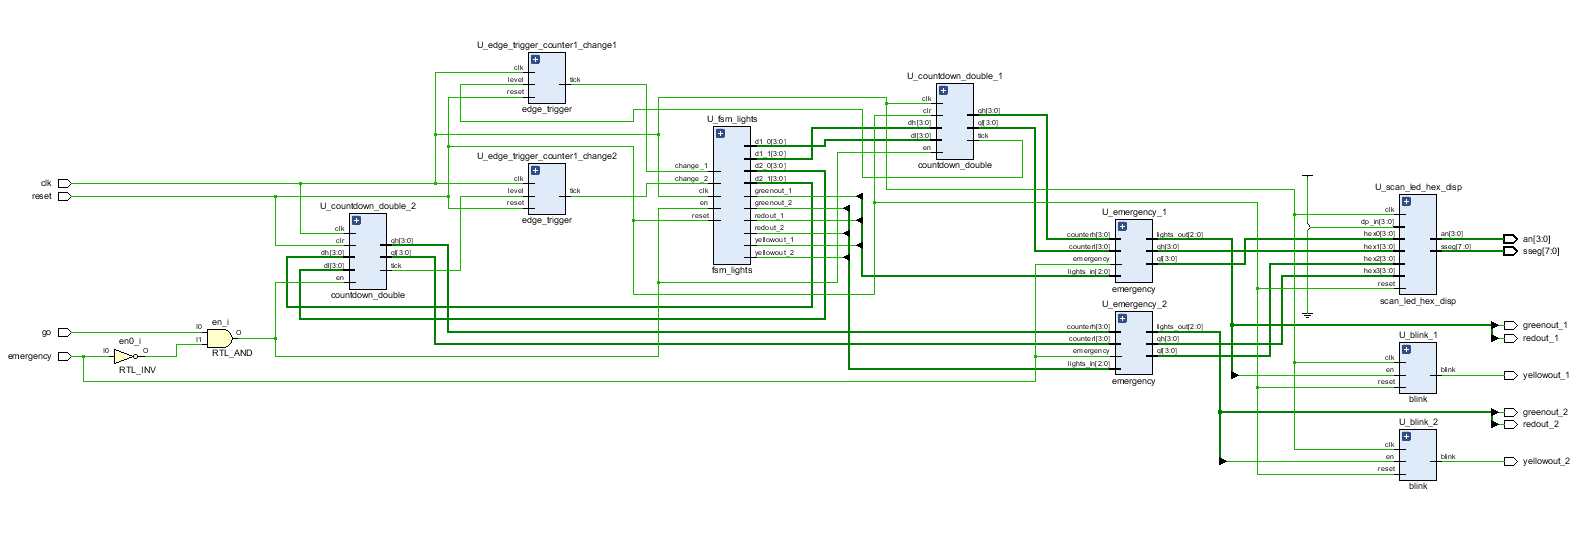 U_edge_trigger_counter1_change1
clk
level
reset
tick
edge_trigger
U_edge_trigger_counter1_change2
clk
level
reset
tick
edge_trigger
U_countdown_double_2
clk
clr
dh[3:0]
dl[3:0]
en
qh[3:0]
ql[3:0]
tick
countdown_double
clk
reset
go
emergency
en0_i
I0
O
RTL_INV
en_i
I0
I1
O
RTL_AND
U_fsm_lights
change_1
change_2
clk
en
reset
d1_0[3:0]
d1_1[3:0]
d2_0[3:0]
d2_1[3:0]
greenout_1
greenout_2
redout_1
redout_2
yellowout_1
yellowout_2
fsm_lights
U_countdown_double_1
clk
clr
dh[3:0]
dl[3:0]
en
qh[3:0]
ql[3:0]
tick
countdown_double
U_emergency_1
counterh[3:0]
counterl[3:0]
emergency
lights_in[2:0]
lights_out[2:0]
qh[3:0]
ql[3:0]
emergency
U_emergency_2
counterh[3:0]
counterl[3:0]
emergency
lights_in[2:0]
lights_out[2:0]
qh[3:0]
ql[3:0]
emergency
U_scan_led_hex_disp
clk
dp_in[3:0]
hex0[3:0]
hex1[3:0]
hex2[3:0]
hex3[3:0]
reset
an[3:0]
sseg[7:0]
scan_led_hex_disp
U_blink_1
clk
en
reset
blink
blink
U_blink_2
clk
en
reset
blink
blink
an[3:0]
sseg[7:0]
greenout_1
redout_1
yellowout_1
greenout_2
redout_2
yellowout_2